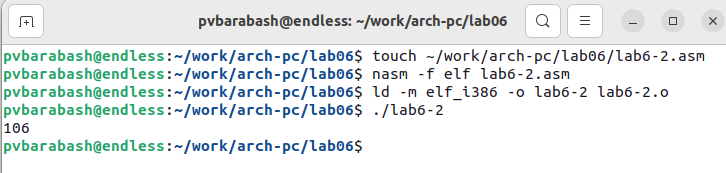 pvbarabash@endless: ~/work/arch-pc/lab06
pvbarabash@endless:~/work/arch-pc/lab06$ touch ~/work/arch-pc/lab06/lab6-2.asm
pvbarabash@endless:~/work/arch-pc/lab06$ nasm -f elf lab6-2.asm
pvbarabash@endless:~/work/arch-pc/lab06$ ld -m elf_i386 -o lab6-2 lab6-2.o
pvbarabash@endless:~/work/arch-pc/lab06$ ./lab6-2
106
pvbarabash@endless:~/work/arch-pc/lab06$